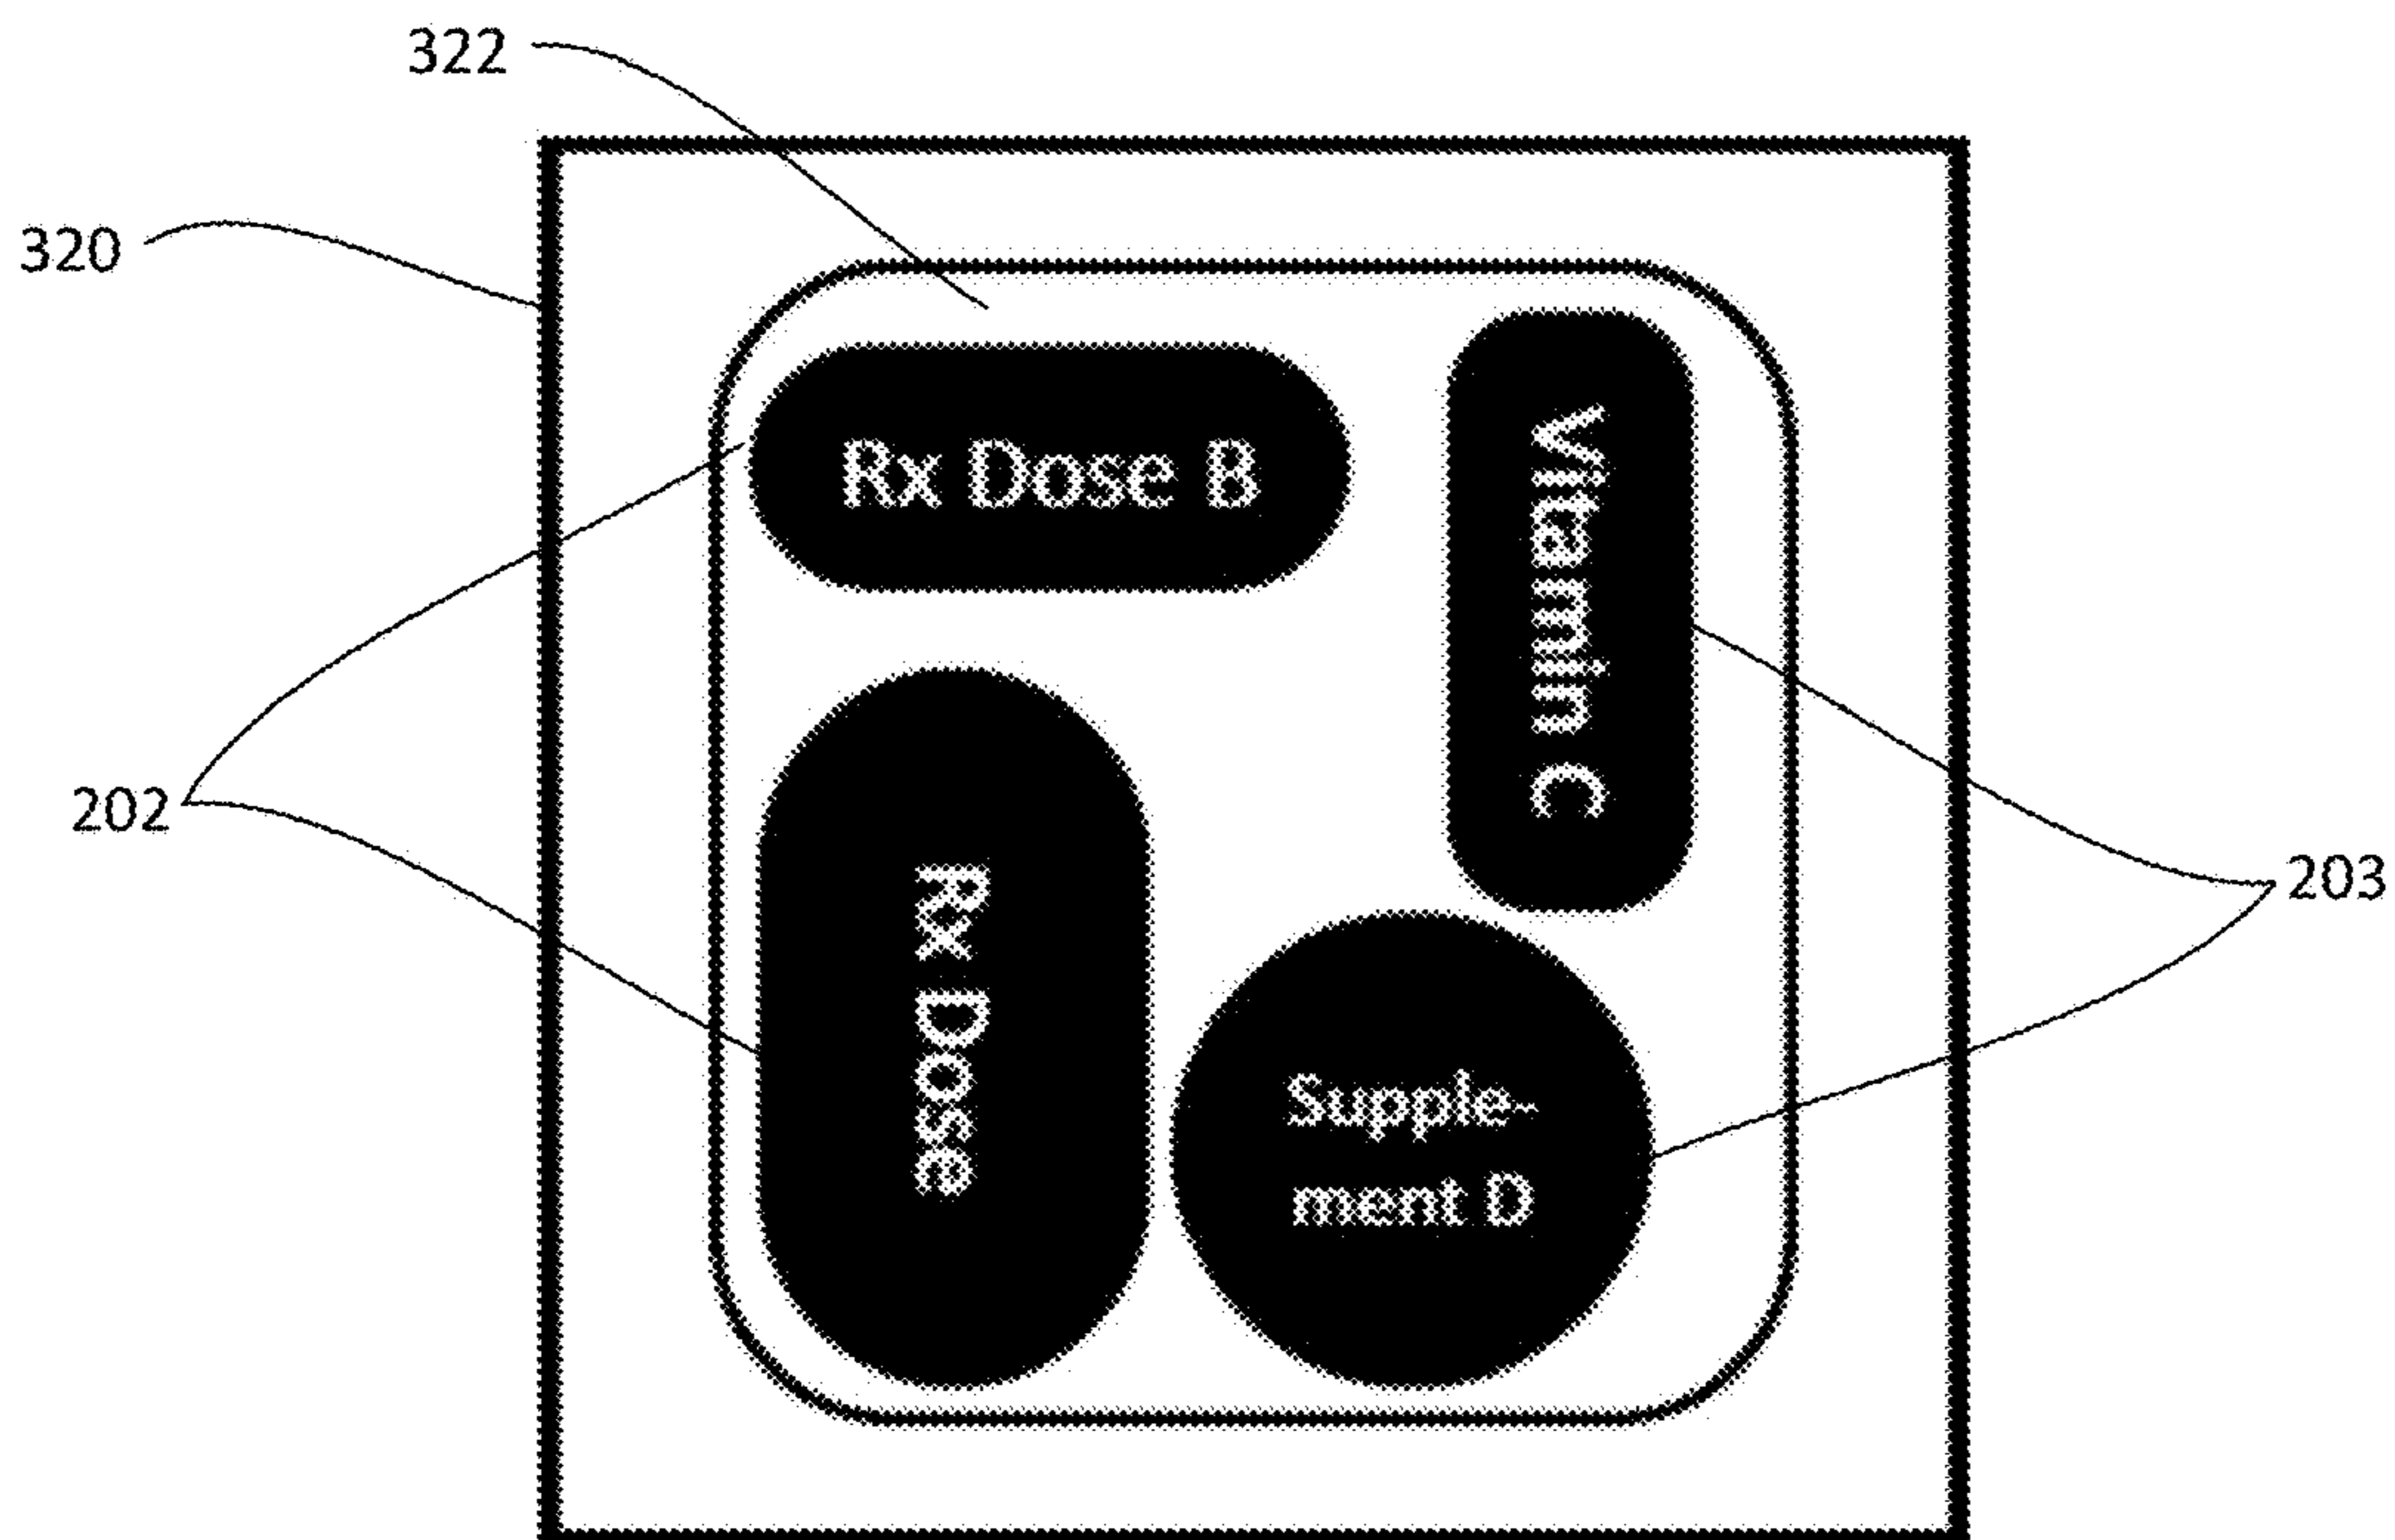 322
320
Rx Dose B
Vitamin C
202
Rx Dose
203
Supple-
ment D